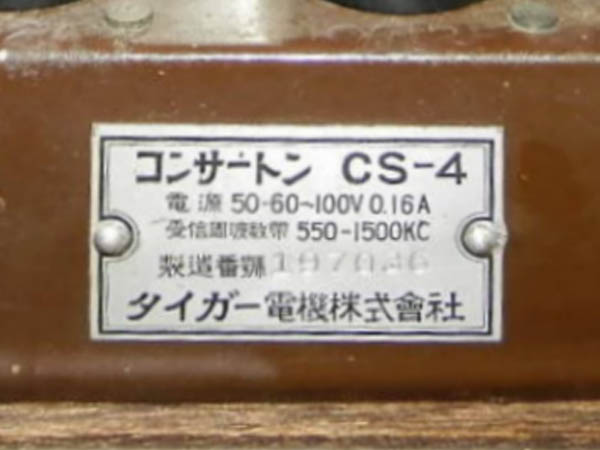 コンサートン CS-4
電源 50-60~100V 0.16A
受信周波数帯 550-1500KC
製造番號
タイガー電機株式會社